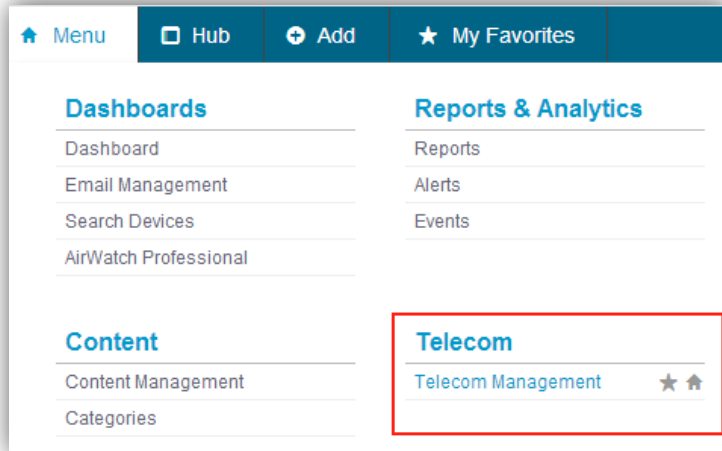 Menu Hub Add My Favorites
Dashboards
Dashboard
Email Management
Search Devices
AirWatch Professional
Reports & Analytics
Reports
Alerts
Events
Content
Content Management
Categories
Telecom
Telecom Management